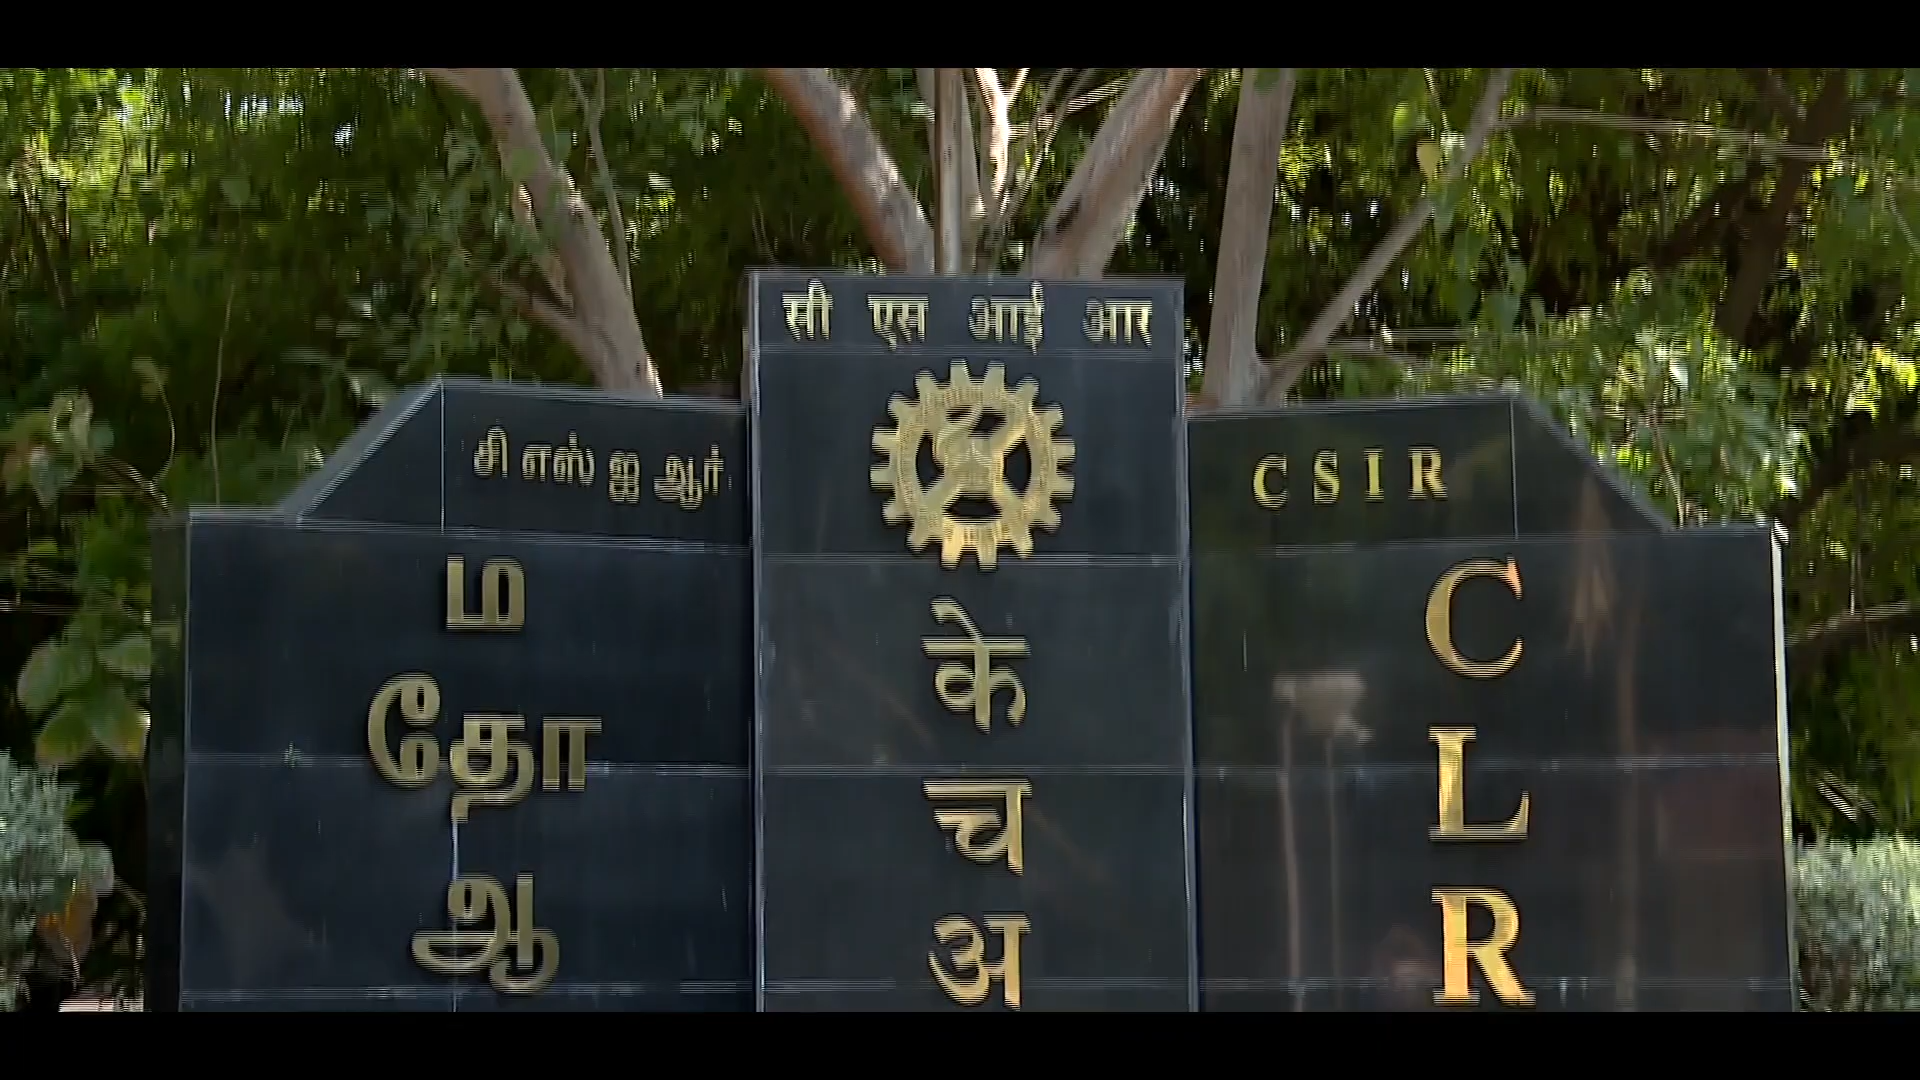 सी एस आई आर
சி எஸ் ஐ ஆர்
CSIR
ம
தோ
ஆ
के
च
अ
C
L
R